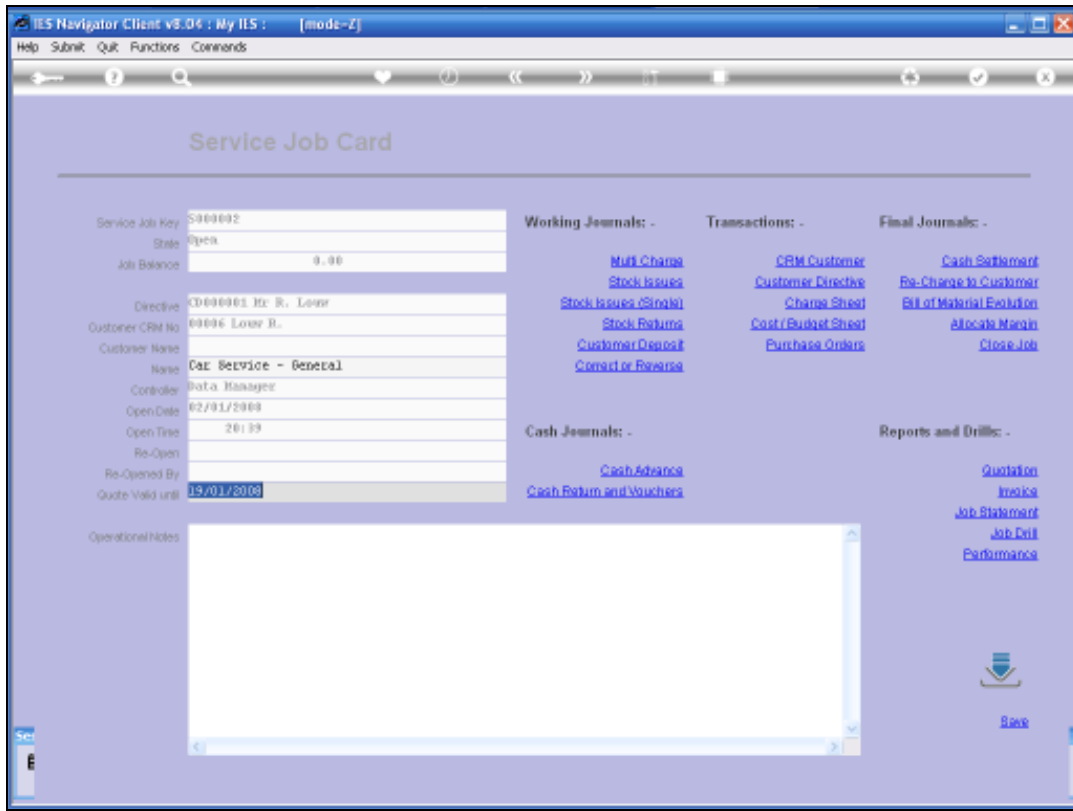 IES Navigator Client v8.04 : My IES : [mode-Z]
Help Submit Quit Functions Commands
Service Job Card
Service Job Key S000002
State Open
Job Balance 0.00
Directive CD000001 Mr R. Louw
Customer CRM No 00006 Louw R.
Customer Name
Name Car Service - General
Controller Data Manager
Open Date 02/01/2008
Open Time 20:39
Re-Open
Re-Opened By
Quote Valid until 19/01/2008
Operational Notes
Working Journals: -
Multi Charge
Stock Issues
Stock Issues (Single)
Stock Returns
Customer Deposit
Correct or Reverse
Transactions: -
CRM Customer
Customer Directive
Charge Sheet
Cost / Budget Sheet
Purchase Orders
Final Journals: -
Cash Settlement
Re-Charge to Customer
Bill of Material Evolution
Allocate Margin
Close Job
Cash Journals: -
Cash Advance
Cash Return and Vouchers
Reports and Drills: -
Quotation
Invoice
Job Statement
Job Drill
Performance
Save